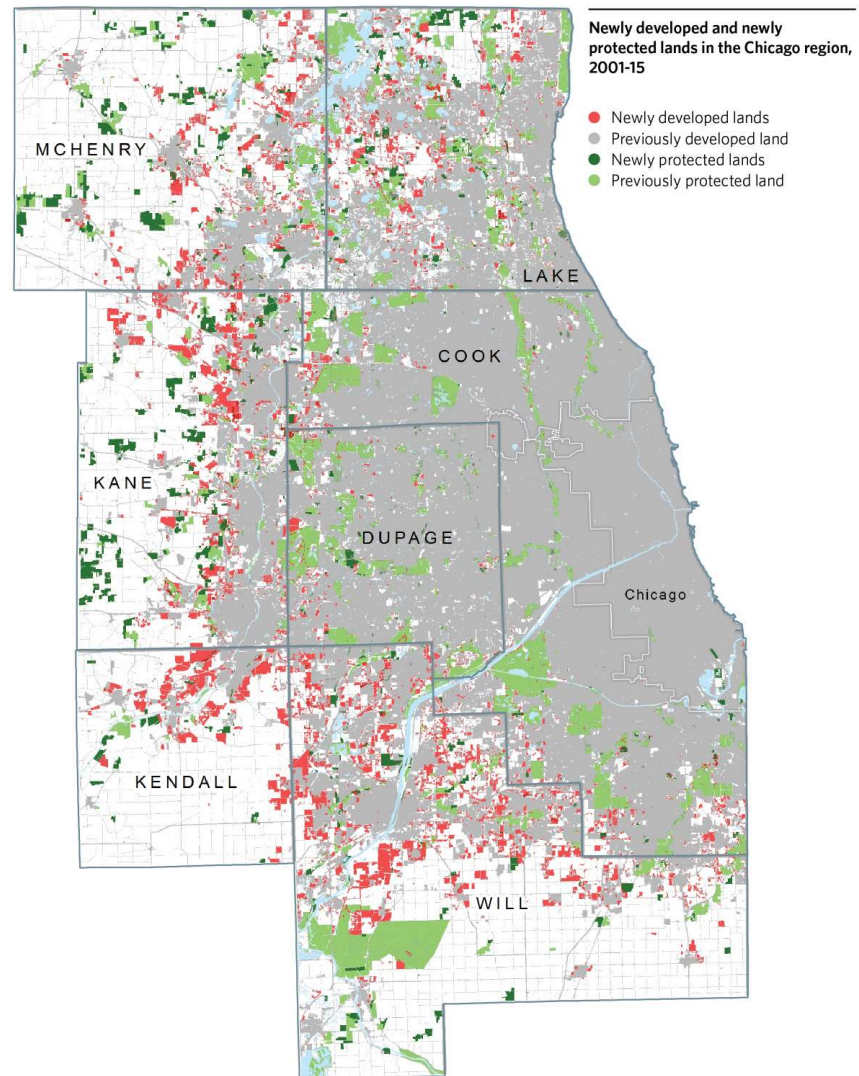 Newly developed and newly
protected lands in the Chicago region,
2001-15
Newly developed lands
Previously developed land
Newly protected lands
Previously protected land
MCHENRY
LAKE
COOK
KANE
DUPAGE
Chicago
KENDALL
WILL